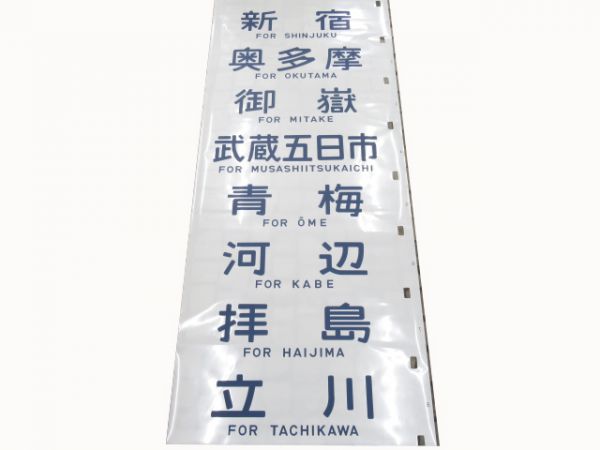 新宿
FOR SHINJUKU
奥多摩
FOR OKUTAMA
御嶽
FOR MITAKE
武蔵五日市
FOR MUSASHIITSUKAICHI
青梅
FOR ŌME
河辺
FOR KABE
拝島
FOR HAIJIMA
立川
FOR TACHIKAWA